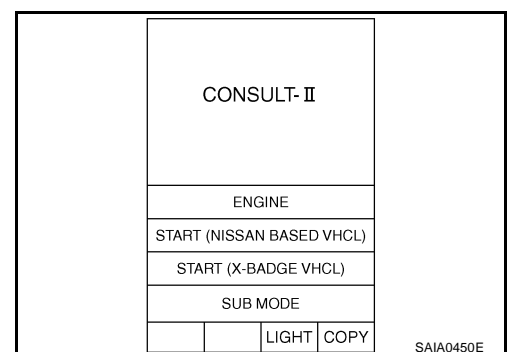 CONSULT-Ⅱ
ENGINE
START (NISSAN BASED VHCL)
START (X-BADGE VHCL)
SUB MODE
LIGHT COPY
SAIA0450E